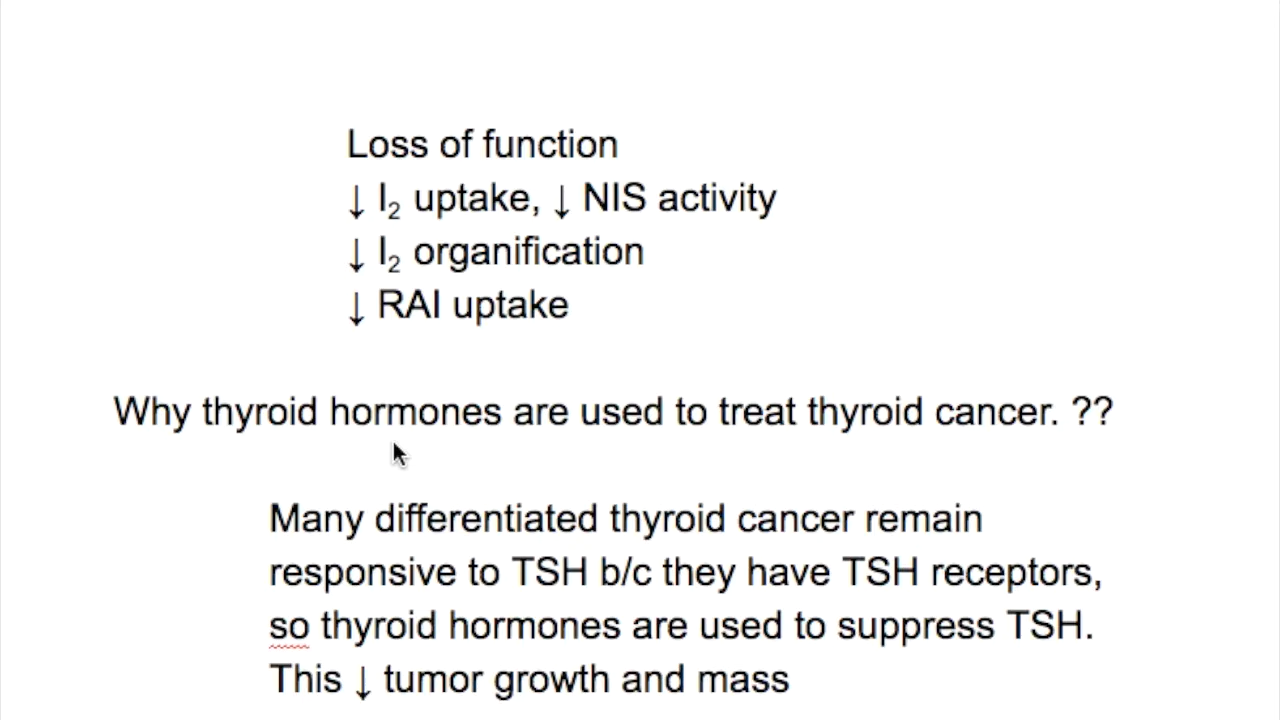 Loss of function
↓ I₂ uptake, ↓ NIS activity
↓ I₂ organification
↓ RAI uptake
Why thyroid hormones are used to treat thyroid cancer. ??
Many differentiated thyroid cancer remain
responsive to TSH b/c they have TSH receptors,
so thyroid hormones are used to suppress TSH.
This ↓ tumor growth and mass